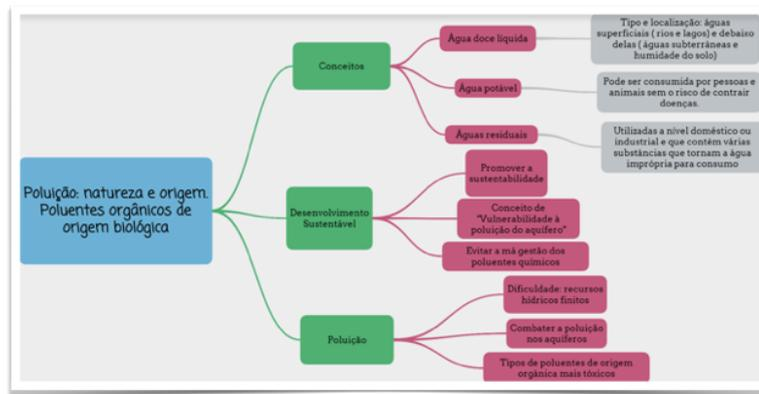 Poluição: natureza e origem.
Poluentes orgânicos de
origem biológica
Conceitos
Água doce líquida
Tipo e localização: águas
superficiais ( rios e lagos) e debaixo
delas ( águas subterrâneas e
humidade do solo)
Água potável
Pode ser consumida por pessoas e
animais sem o risco de contrair
doenças.
Águas residuais
Utilizadas a nível doméstico ou
industrial e que contêm várias
substâncias que tornam a água
imprópria para consumo
Desenvolvimento
Sustentável
Promover a
sustentabilidade
Conceito de
"Vulnerabilidade à
poluição do aquífero"
Evitar a má gestão dos
poluentes químicos
Poluição
Dificuldade: recursos
hídricos finitos
Combater a poluição
nos aquíferos
Tipos de poluentes de origem
orgânica mais tóxicos